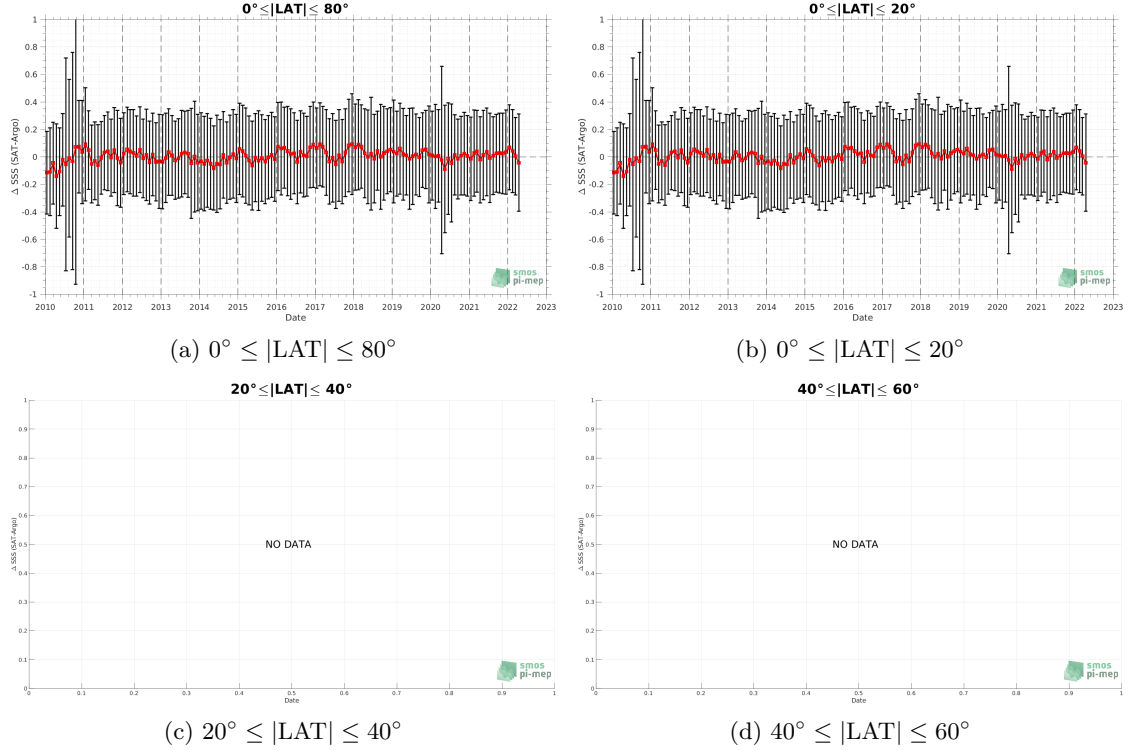 0°≤|LAT|≤ 80°
1
0.8
0.6
0.4
0.2
0
-0.2
-0.4
-0.6
-0.8
-1
Δ SSS (SAT-Argo)
2010 2011 2012 2013 2014 2015 2016 2017 2018 2019 2020 2021 2022 2023
Date
smos
pi-mep
(a) 0° ≤ |LAT| ≤ 80°
0°≤|LAT|≤ 20°
1
0.8
0.6
0.4
0.2
0
-0.2
-0.4
-0.6
-0.8
-1
Δ SSS (SAT-Argo)
2010 2011 2012 2013 2014 2015 2016 2017 2018 2019 2020 2021 2022 2023
Date
smos
pi-mep
(b) 0° ≤ |LAT| ≤ 20°
20°≤|LAT|≤ 40°
1
0.9
0.8
0.7
0.6
0.5
0.4
0.3
0.2
0.1
0
Δ SSS (SAT-Argo)
NO DATA
0 0.1 0.2 0.3 0.4 0.5 0.6 0.7 0.8 0.9 1
Date
smos
pi-mep
(c) 20° ≤ |LAT| ≤ 40°
40°≤|LAT|≤ 60°
1
0.9
0.8
0.7
0.6
0.5
0.4
0.3
0.2
0.1
0
Δ SSS (SAT-Argo)
NO DATA
0 0.1 0.2 0.3 0.4 0.5 0.6 0.7 0.8 0.9 1
Date
smos
pi-mep
(d) 40° ≤ |LAT| ≤ 60°